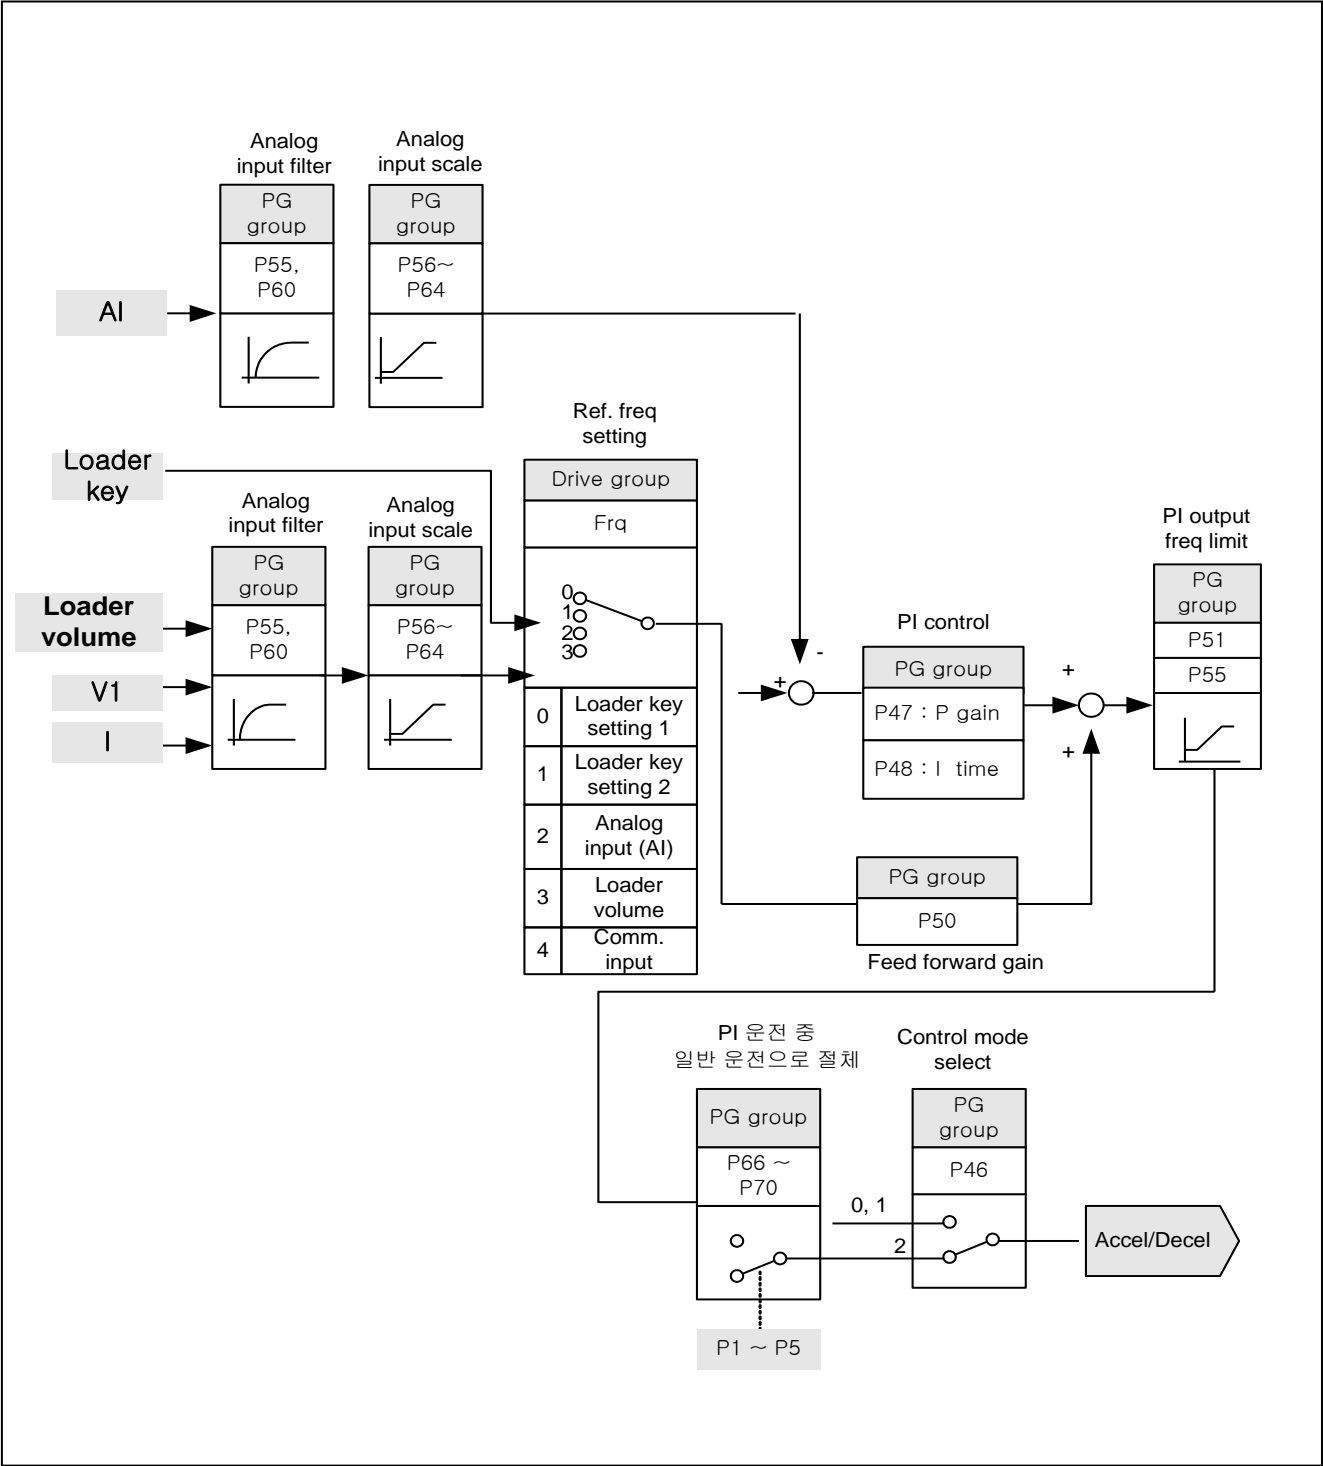 Analog
input filter
Analog
input scale
PG
group
P55,
P60
PG
group
P56~
P64
AI
Loader
key
Ref. freq
setting
Drive group
Frq
0
1
2
3
0
Loader key
setting 1
1
Loader key
setting 2
2
Analog
input (AI)
3
Loader
volume
4
Comm.
input
Analog
input filter
Analog
input scale
PG
group
P55,
P60
PG
group
P56~
P64
Loader
volume
V1
I
-
+
PI control
PG group
P47 : P gain
P48 : I time
+
+
PI output
freq limit
PG
group
P51
P55
PG group
P50
Feed forward gain
PI 운전 중
일반 운전으로 절체
PG group
P66 ~
P70
P1 ~ P5
Control mode
select
PG
group
P46
0, 1
2
Accel/Decel